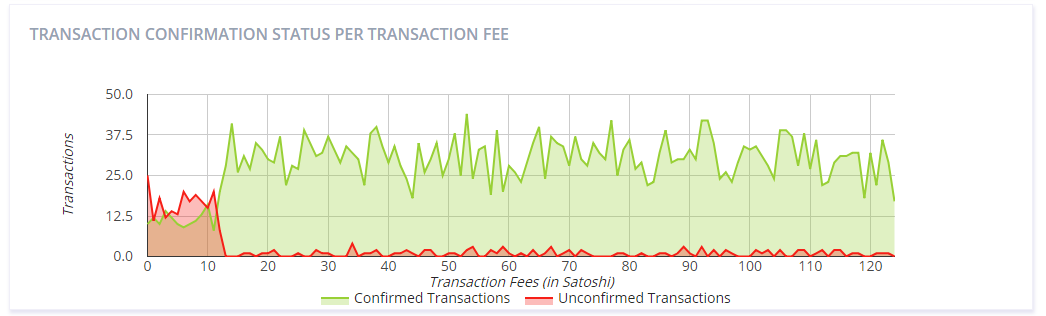 TRANSACTION CONFIRMATION STATUS PER TRANSACTION FEE
50.0
37.5
25.0
12.5
0.0
Transactions
0 10 20 30 40 50 60 70 80 90 100 110 120
Transaction Fees (in Satoshi)
Confirmed Transactions Unconfirmed Transactions